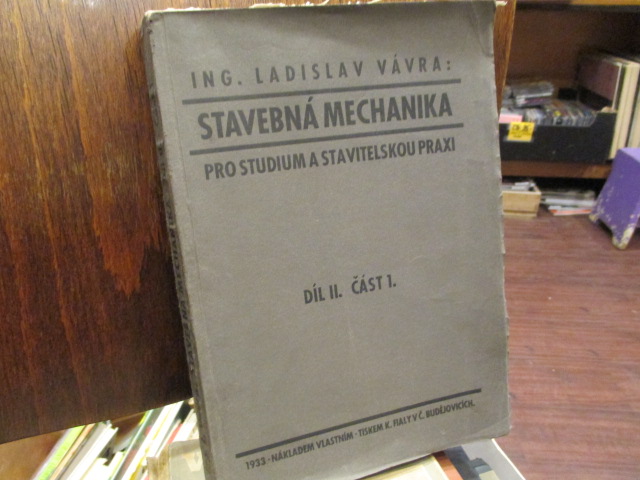 ING. LADISLAV VÁVRA:
STAVEBNÁ MECHANIKA
PRO STUDIUM A STAVITELSKOU PRAXI
DÍL II. ČÁST 1.
1933 - NÁKLADEM VLASTNÍM - TISKEM K. FIALY V Č. BUDĚJOVICÍCH.